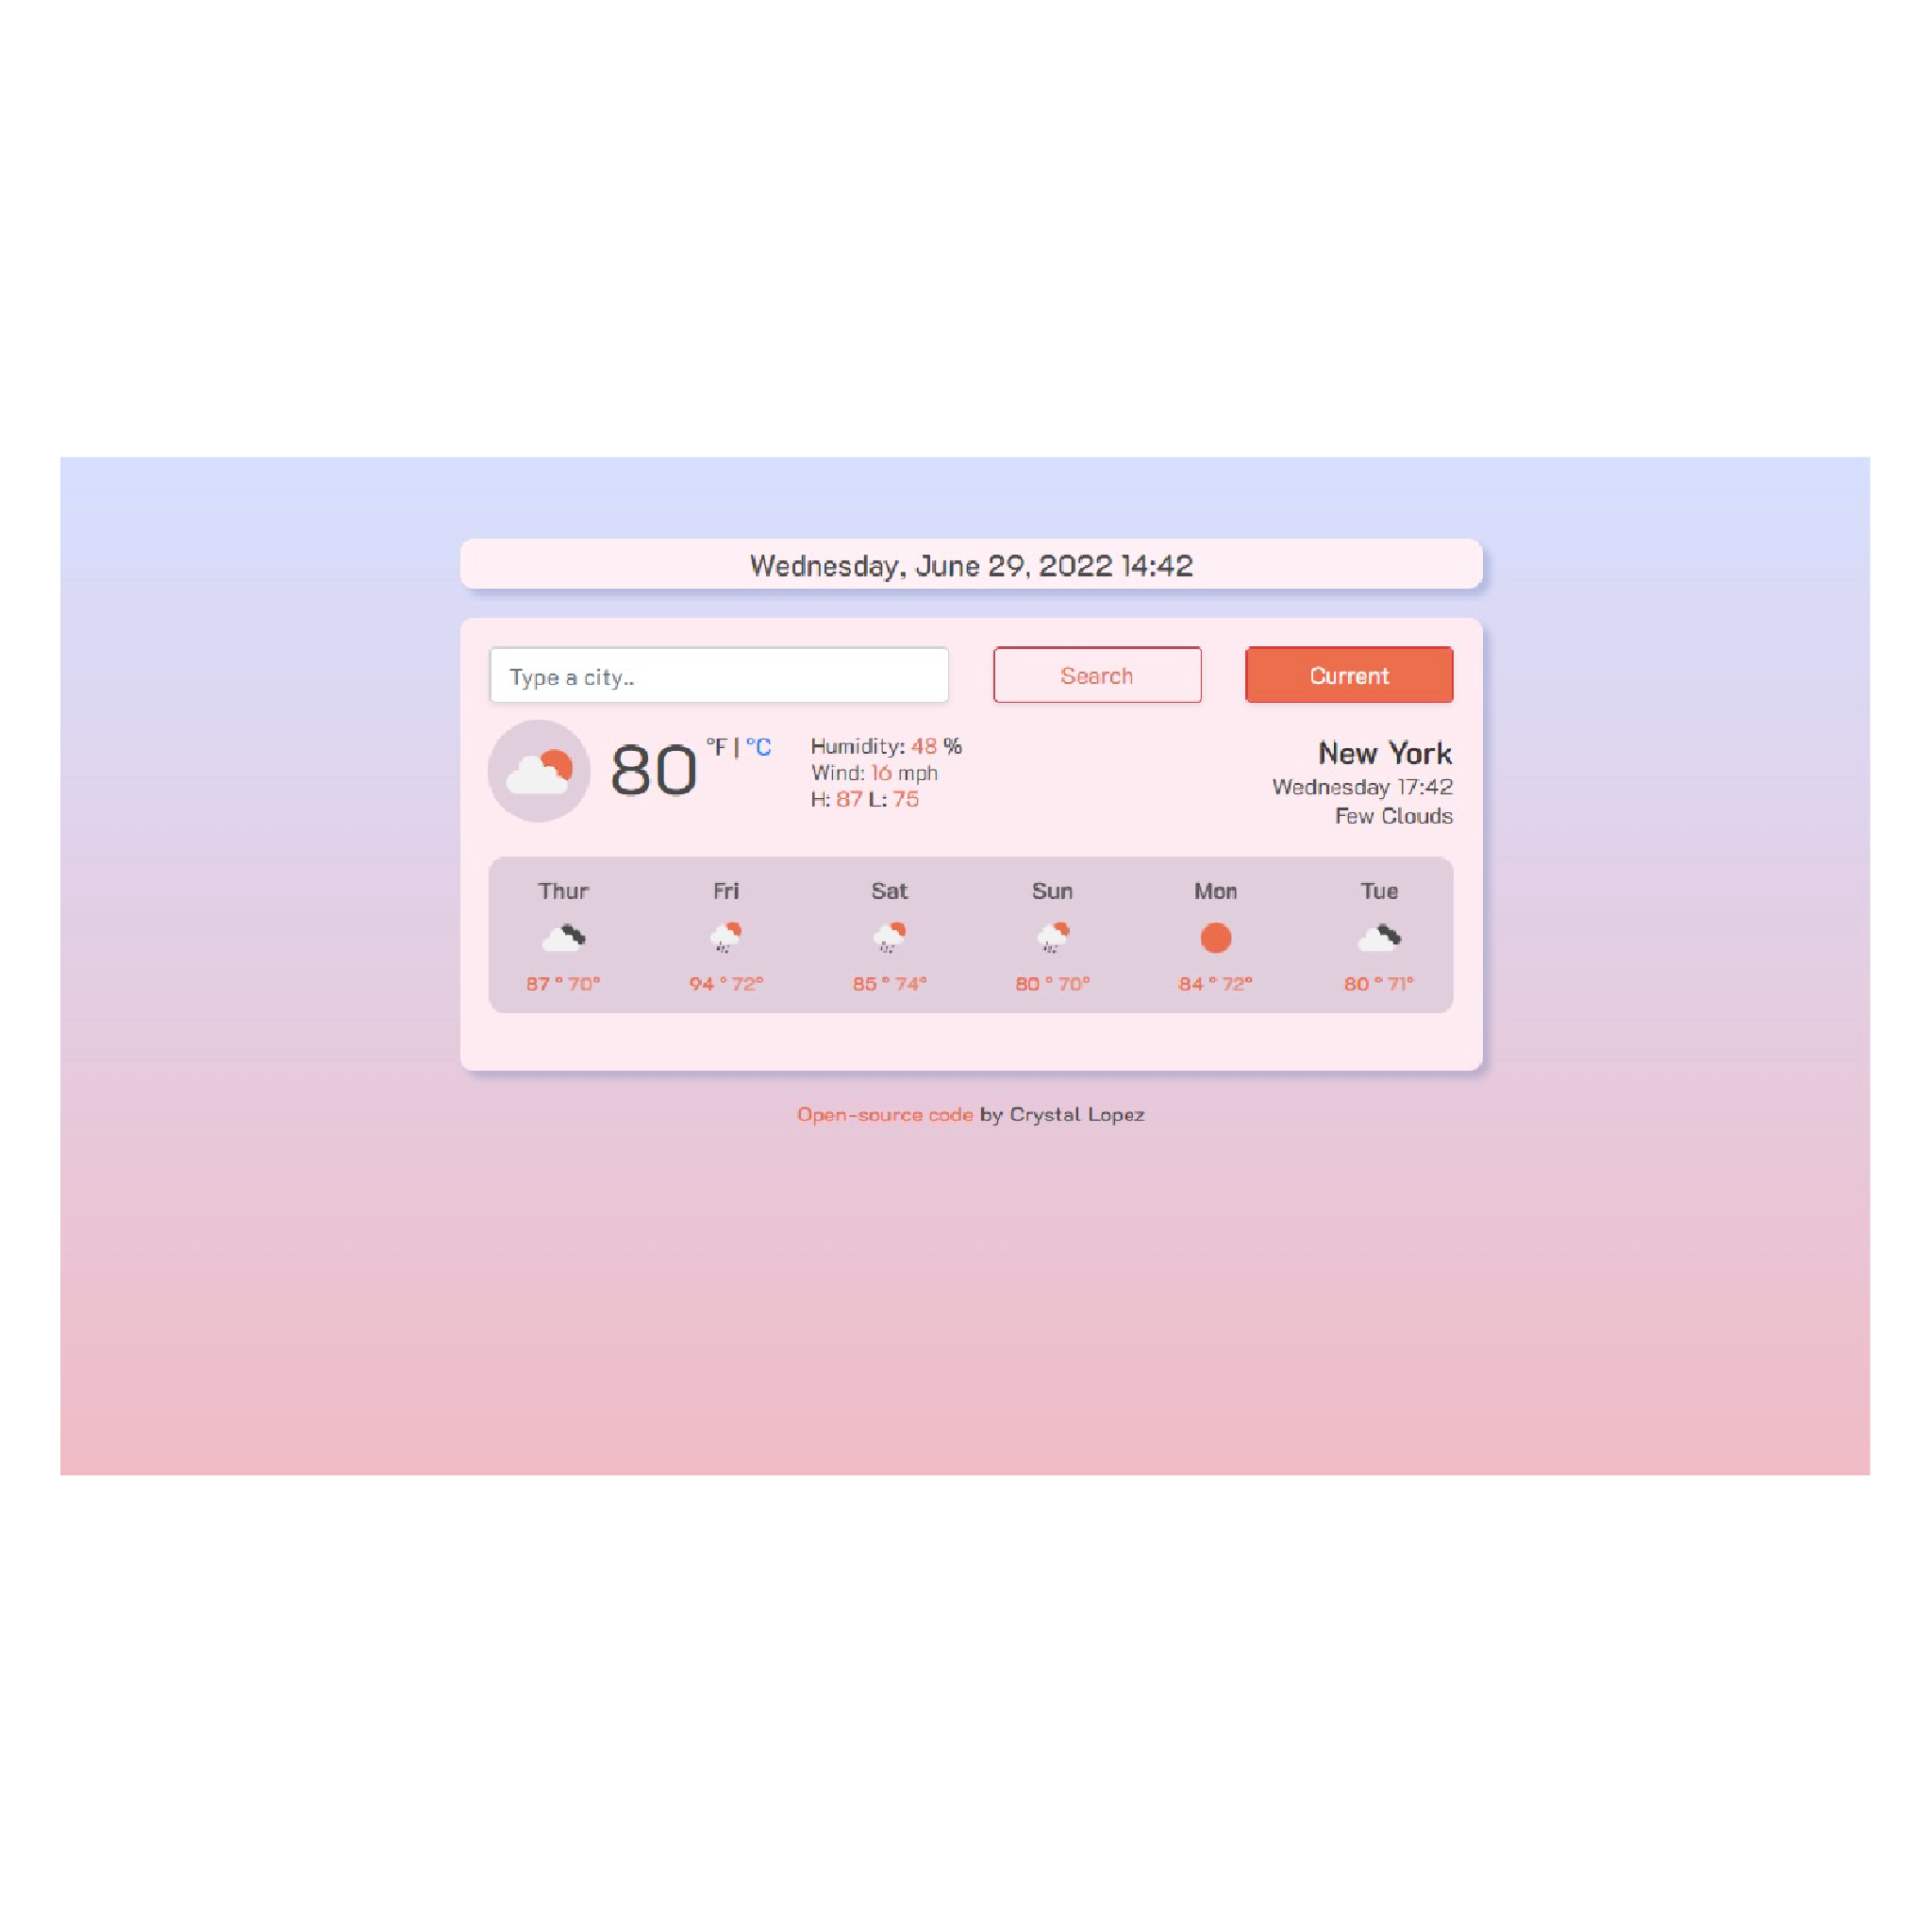 Wednesday, June 29, 2022 14:42
Type a city..
Search
Current
80 °F | °C
Humidity: 48 %
Wind: 16 mph
H: 87 L: 75
New York
Wednesday 17:42
Few Clouds
Thur Fri Sat Sun Mon Tue
87 ° 70° 94 ° 72° 85 ° 74° 80 ° 70° 84 ° 72° 80 ° 71°
Open-source code by Crystal Lopez